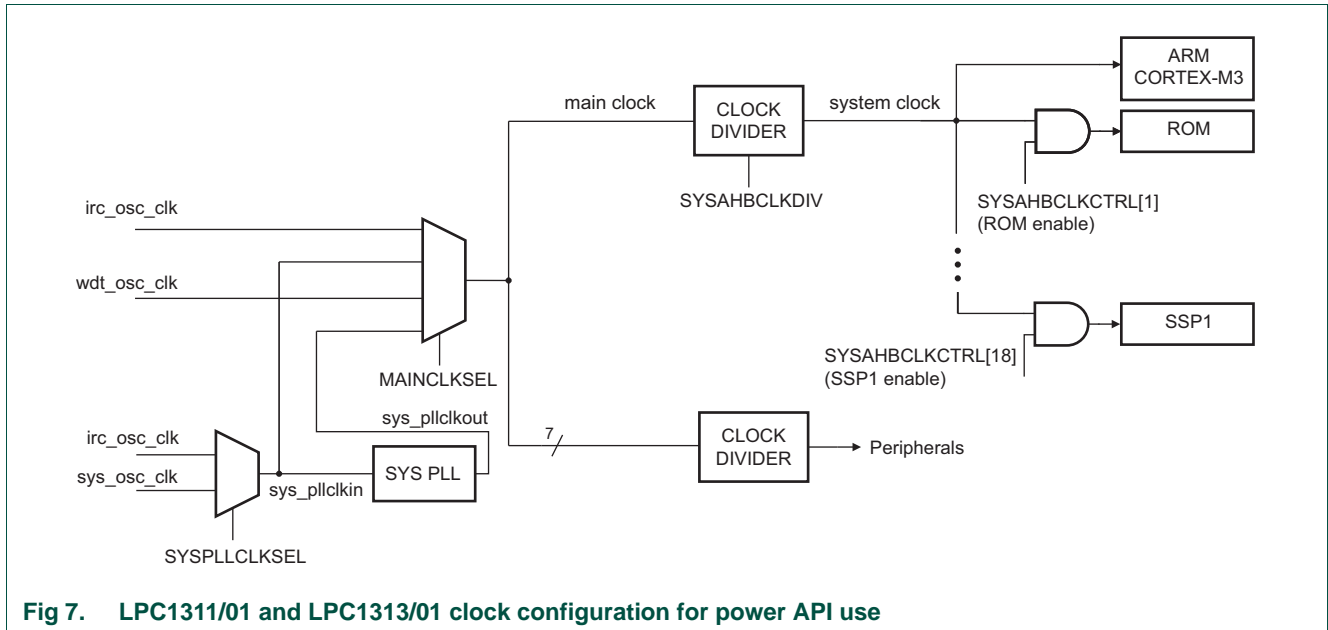 ARM
CORTEX-M3
main clock
CLOCK
DIVIDER
system clock
ROM
SYSAHBCLKDIV
SYSAHBCLKCTRL[1]
(ROM enable)
irc_osc_clk
wdt_osc_clk
MAINCLKSEL
SSP1
SYSAHBCLKCTRL[18]
(SSP1 enable)
sys_pllclkout
irc_osc_clk
sys_osc_clk
sys_pllclkin
SYS PLL
7
CLOCK
DIVIDER
Peripherals
SYSPLLCLKSEL
Fig 7. LPC1311/01 and LPC1313/01 clock configuration for power API use